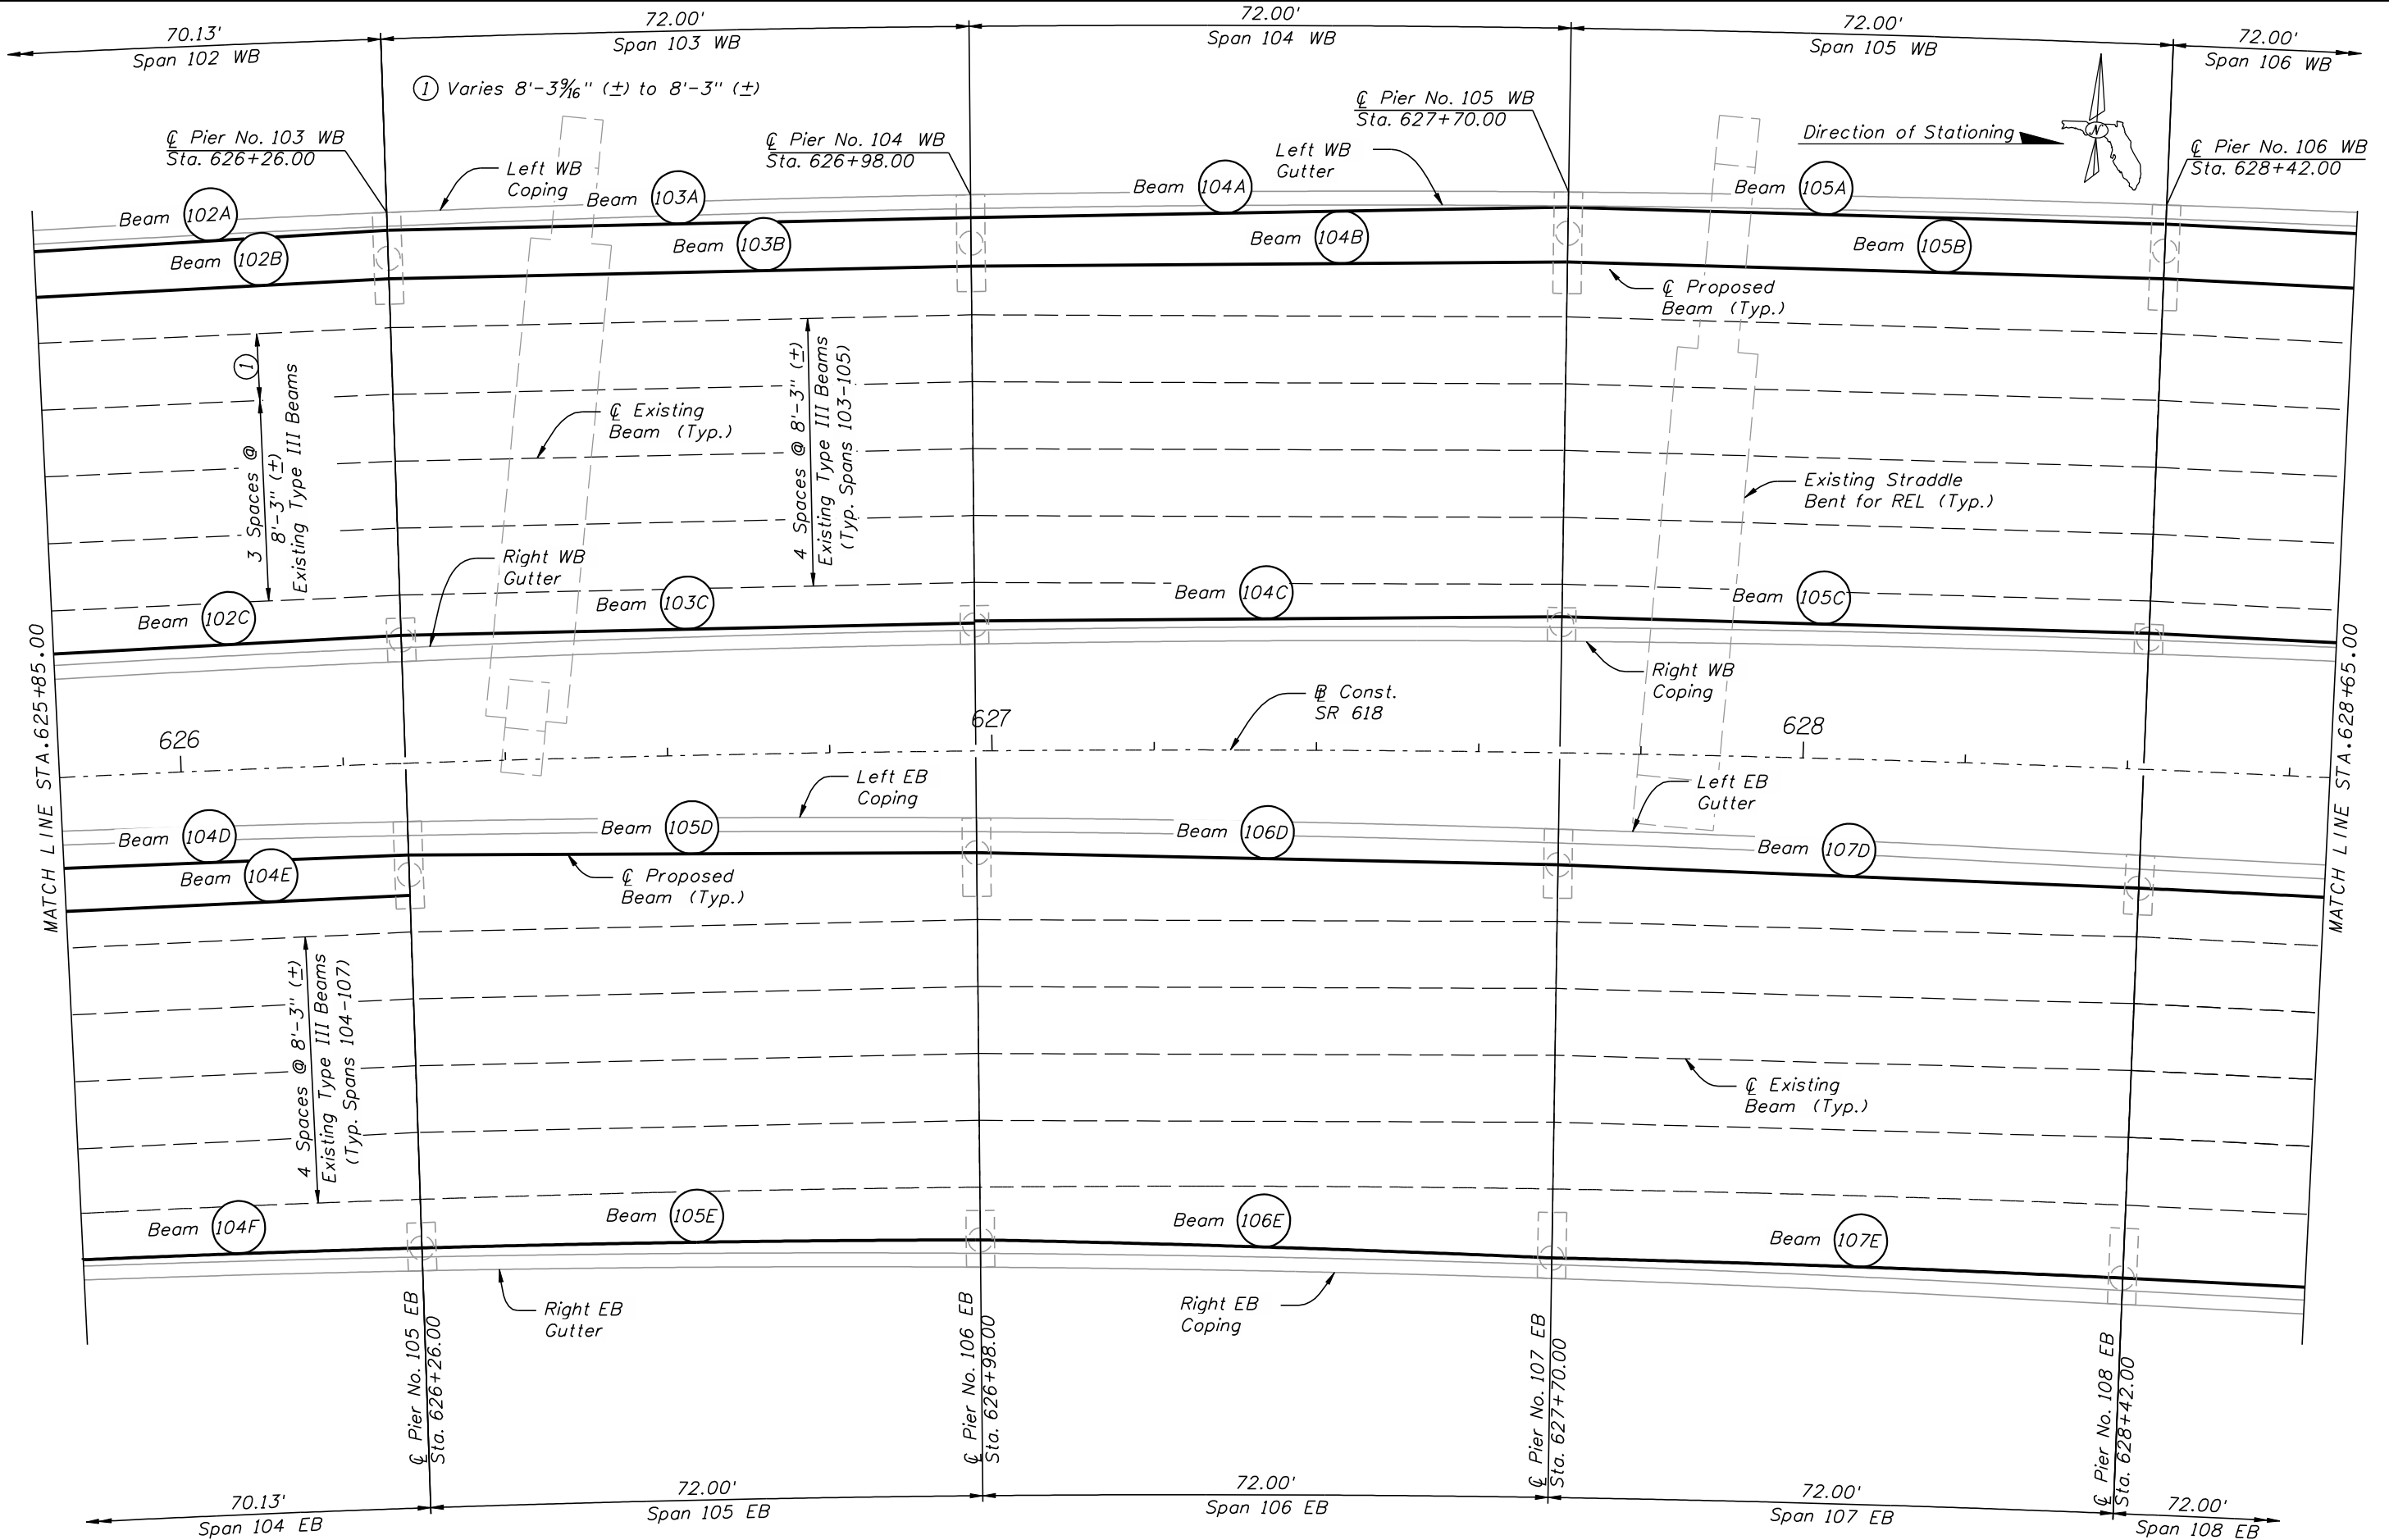 70.13'
Span 102 WB
72.00'
Span 103 WB
72.00'
Span 104 WB
72.00'
Span 105 WB
72.00'
Span 106 WB
1 Varies 8'-3 9/16" (±) to 8'-3" (±)
℄ Pier No. 103 WB
Sta. 626+26.00
Left WB
Coping
℄ Pier No. 104 WB
Sta. 626+98.00
℄ Pier No. 105 WB
Sta. 627+70.00
Left WB
Gutter
Direction of Stationing
N
℄ Pier No. 106 WB
Sta. 628+42.00
Beam 102A
Beam 103A
Beam 104A
Beam 105A
Beam 102B
Beam 103B
Beam 104B
Beam 105B
℄ Proposed
Beam (Typ.)
1
3 Spaces @
8'-3" (±)
Existing Type III Beams
4 Spaces @ 8'-3" (±)
Existing Type III Beams
(Typ. Spans 103-105)
℄ Existing
Beam (Typ.)
Existing Straddle
Bent for REL (Typ.)
Right WB
Gutter
Beam 102C
Beam 103C
Beam 104C
Beam 105C
Right WB
Coping
MATCH LINE STA.625+85.00
MATCH LINE STA.628+65.00
℄ Const.
SR 618
626
627
628
Left EB
Coping
Left EB
Gutter
Beam 104D
Beam 105D
Beam 106D
Beam 107D
Beam 104E
℄ Proposed
Beam (Typ.)
4 Spaces @ 8'-3" (±)
Existing Type III Beams
(Typ. Spans 104-107)
℄ Existing
Beam (Typ.)
Beam 104F
Beam 105E
Beam 106E
Beam 107E
Right EB
Gutter
Right EB
Coping
℄ Pier No. 105 EB
Sta. 626+26.00
℄ Pier No. 106 EB
Sta. 626+98.00
℄ Pier No. 107 EB
Sta. 627+70.00
℄ Pier No. 108 EB
Sta. 628+42.00
70.13'
Span 104 EB
72.00'
Span 105 EB
72.00'
Span 106 EB
72.00'
Span 107 EB
72.00'
Span 108 EB